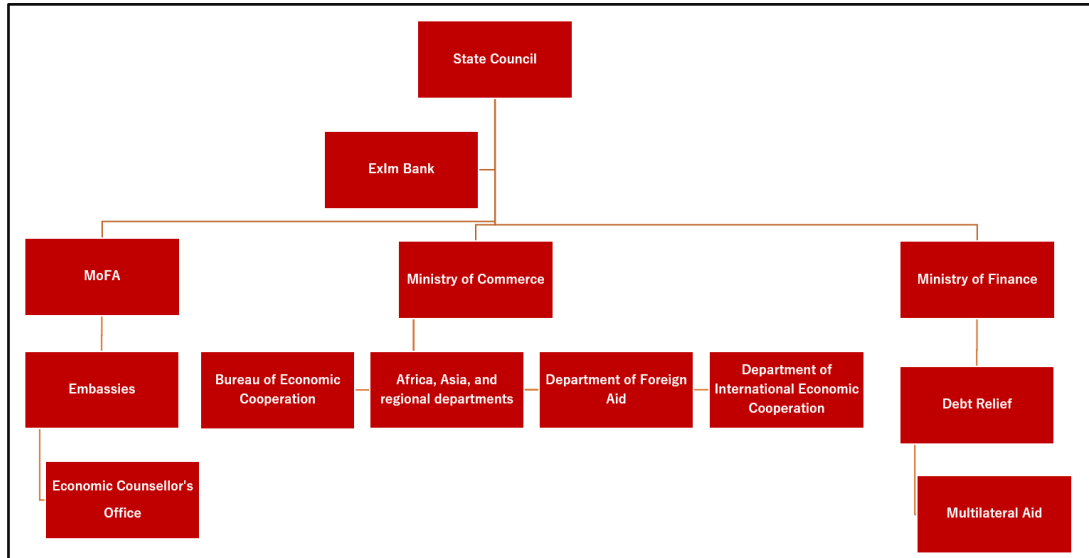 State Council
ExIm Bank
MoFA
Ministry of Commerce
Ministry of Finance
Embassies
Bureau of Economic
Cooperation
Africa, Asia, and
regional departments
Department of Foreign
Aid
Department of
International Economic
Cooperation
Debt Relief
Economic Counsellor's
Office
Multilateral Aid